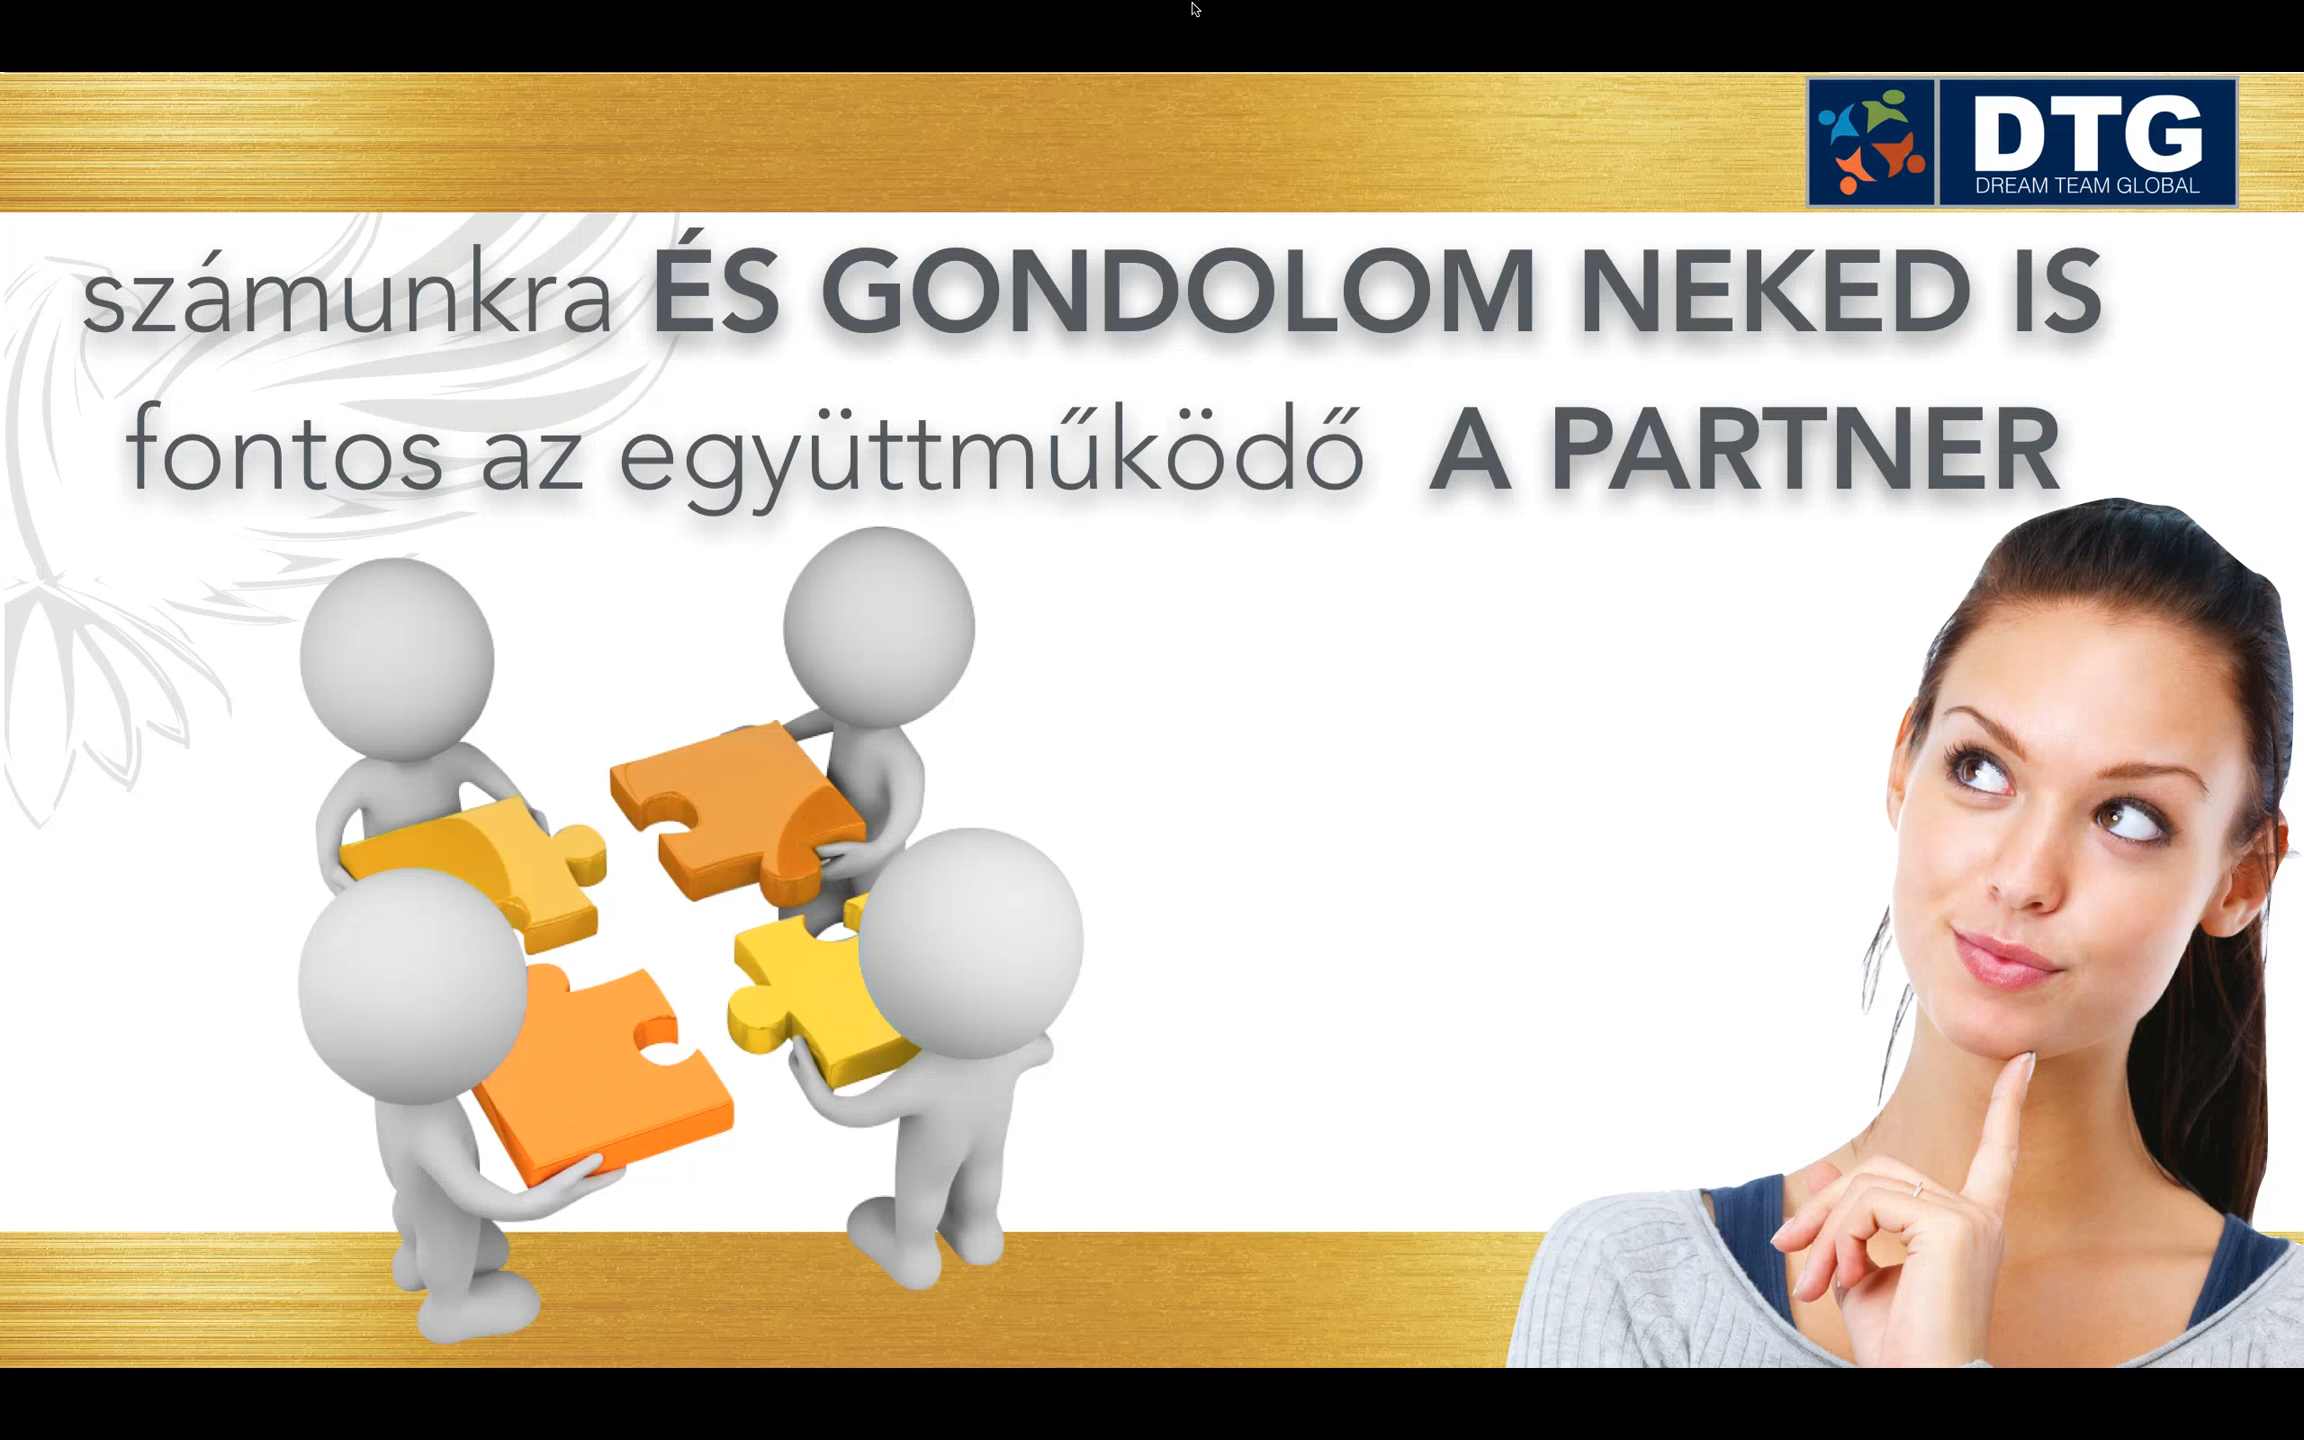 DTG
DREAM TEAM GLOBAL
számunkra ÉS GONDOLOM NEKED IS
fontos az együttműködő A PARTNER